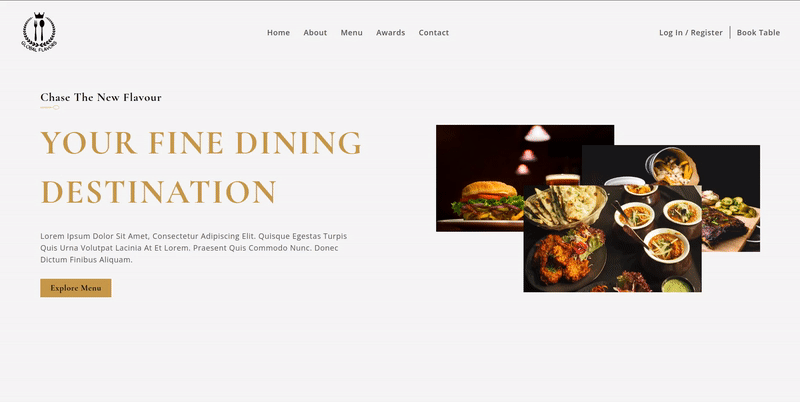 GLOBAL FLAVORS
Home About Menu Awards Contact
Log In / Register Book Table
Chase The New Flavour
YOUR FINE DINING
DESTINATION
Lorem Ipsum Dolor Sit Amet, Consectetur Adipiscing Elit. Quisque Egestas Turpis
Quis Urna Volutpat Lacinia At Et Lorem. Praesent Quis Commodo Nunc. Donec
Dictum Finibus Aliquam.
Explore Menu